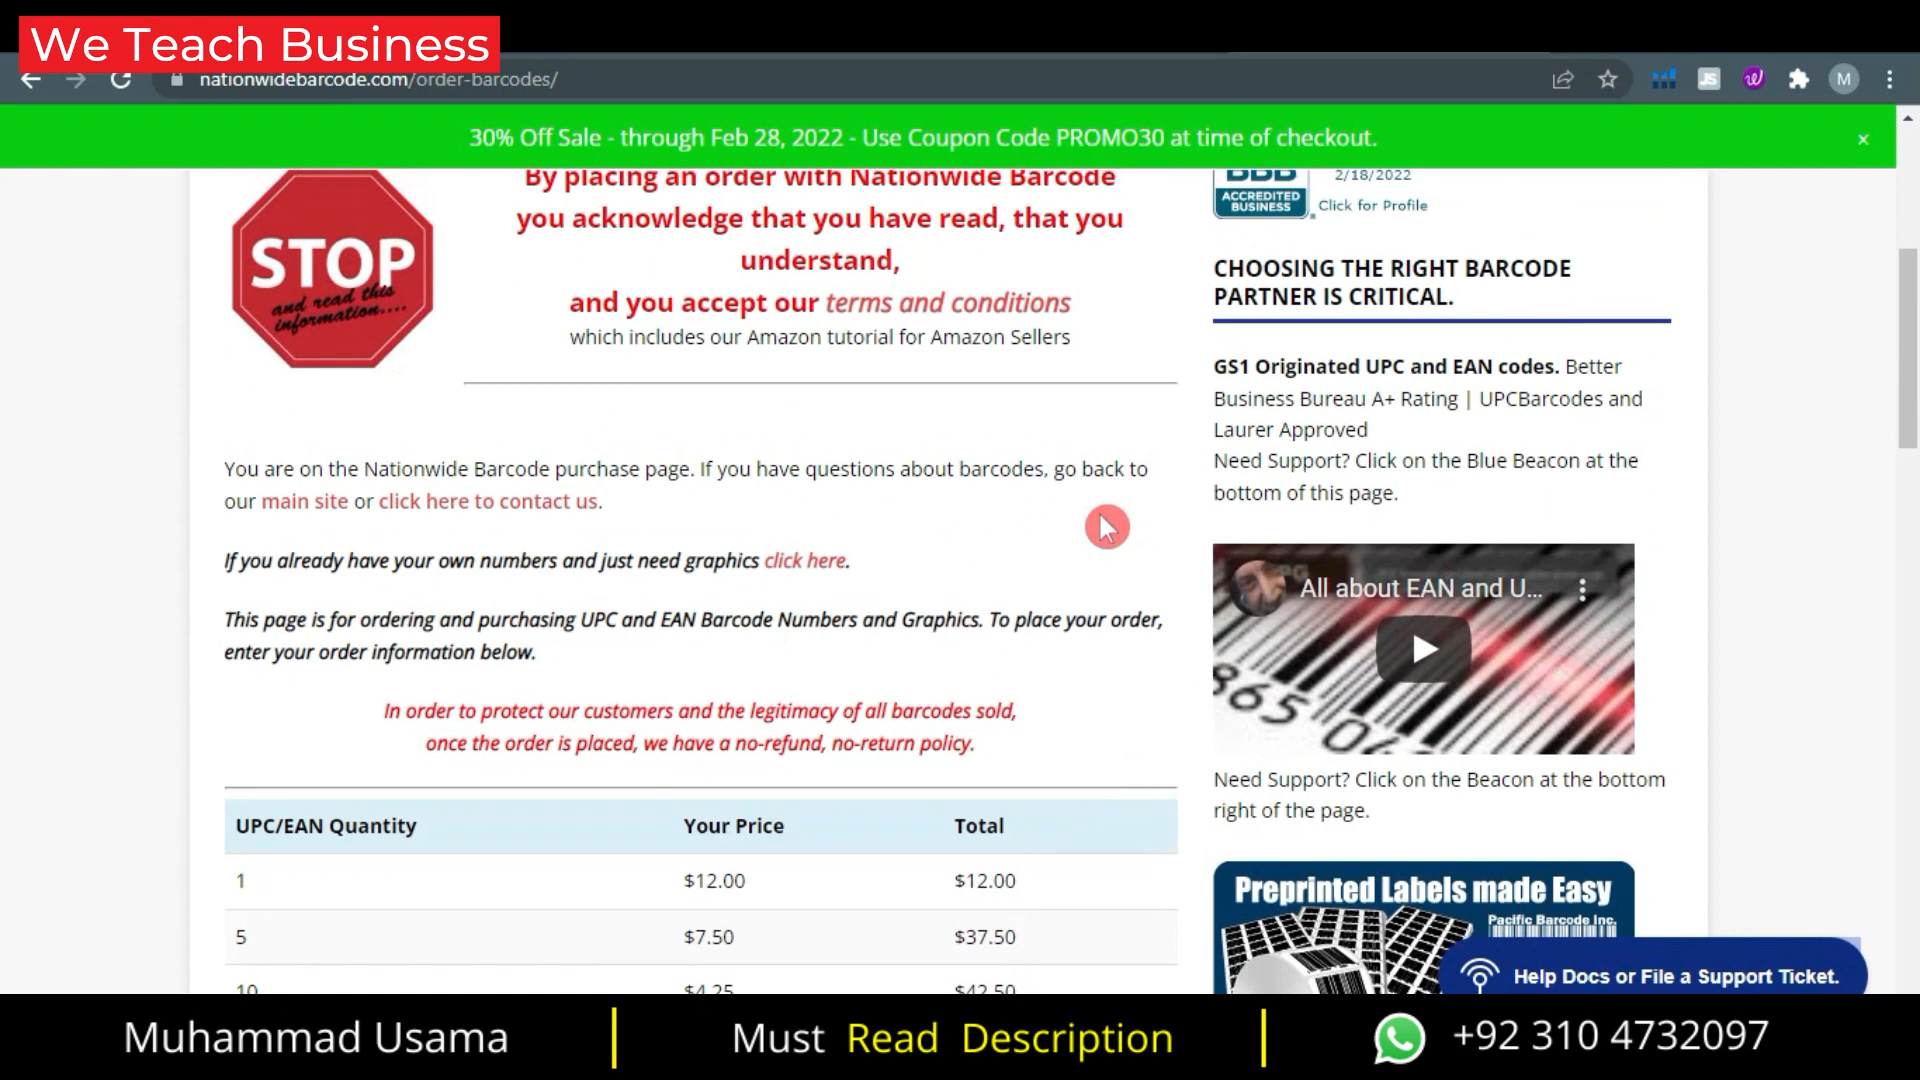 We Teach Business
nationwidebarcode.com/order-barcodes/
M
JS
30% Off Sale - through Feb 28, 2022 - Use Coupon Code PROMO30 at time of checkout.
×
STOP
and read this
information....
By placing an order with Nationwide Barcode
you acknowledge that you have read, that you
understand,
and you accept our terms and conditions
which includes our Amazon tutorial for Amazon Sellers
You are on the Nationwide Barcode purchase page. If you have questions about barcodes, go back to
our main site or click here to contact us.
If you already have your own numbers and just need graphics click here.
This page is for ordering and purchasing UPC and EAN Barcode Numbers and Graphics. To place your order,
enter your order information below.
In order to protect our customers and the legitimacy of all barcodes sold,
once the order is placed, we have a no-refund, no-return policy.
UPC/EAN Quantity Your Price Total
1 $12.00 $12.00
5 $7.50 $37.50
10 $4.25 $42.50
BBB
ACCREDITED
BUSINESS
2/18/2022
Click for Profile
CHOOSING THE RIGHT BARCODE
PARTNER IS CRITICAL.
GS1 Originated UPC and EAN codes. Better
Business Bureau A+ Rating | UPCBarcodes and
Laurer Approved
Need Support? Click on the Blue Beacon at the
bottom of this page.
All about EAN and U...
Need Support? Click on the Beacon at the bottom
right of the page.
Preprinted Labels made Easy
Pacific Barcode Inc.
Help Docs or File a Support Ticket.
Muhammad Usama
Must Read Description
+92 310 4732097